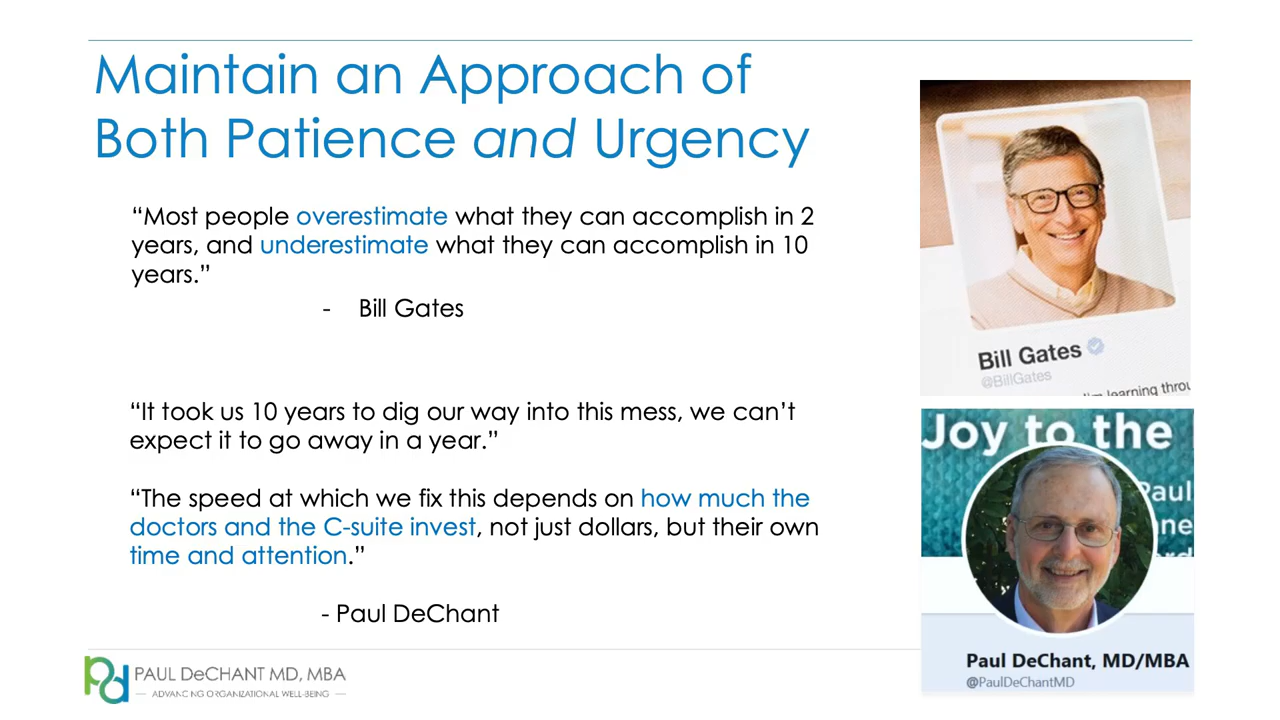 Maintain an Approach of
Both Patience and Urgency
“Most people overestimate what they can accomplish in 2
years, and underestimate what they can accomplish in 10
years.”
- Bill Gates
“It took us 10 years to dig our way into this mess, we can’t
expect it to go away in a year.”
“The speed at which we fix this depends on how much the
doctors and the C-suite invest, not just dollars, but their own
time and attention.”
- Paul DeChant
Bill Gates
@BillGates
learning
Joy to the
Paul
Paul DeChant, MD/MBA
@PaulDeChantMD
pd
PAUL DeCHANT MD, MBA
— ADVANCING ORGANIZATIONAL WELL-BEING —